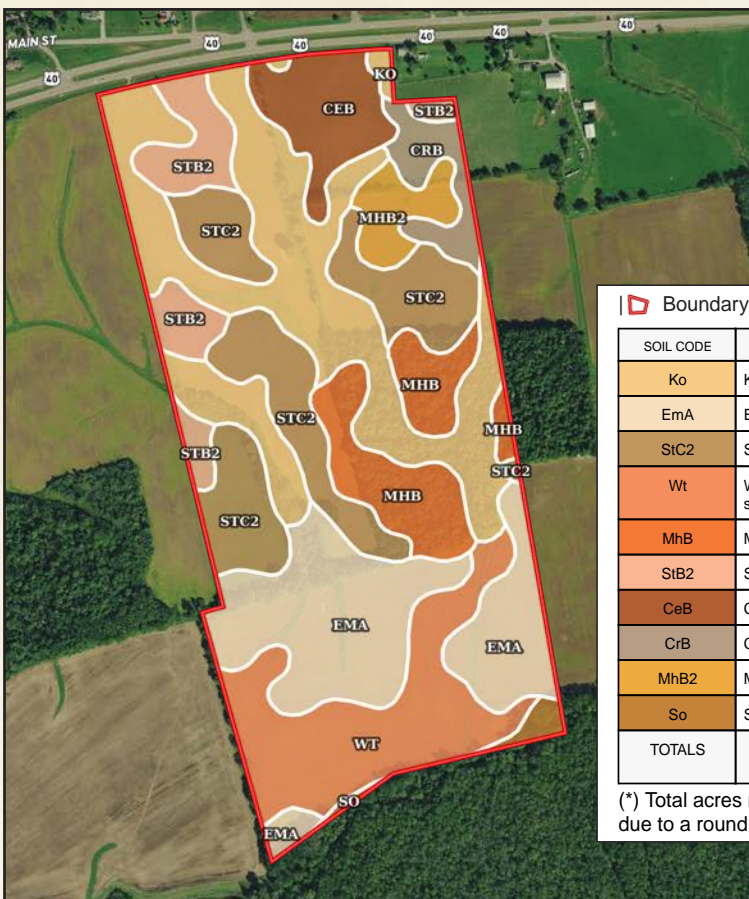 MAIN ST
40
40
40
40
40
40
KO
CEB
STB2
CRB
STB2
MHB2
STC2
STC2
STB2
MHB
STC2
MHB
STB2
STC2
MHB
STC2
EMA
EMA
WT
SO
EMA
Boundary
SOIL CODE
Ko
K
EmA
E
StC2
S
Wt
W
s
MhB
M
StB2
S
CeB
C
CrB
C
MhB2
M
So
S
TOTALS
(*) Total acres
due to a round